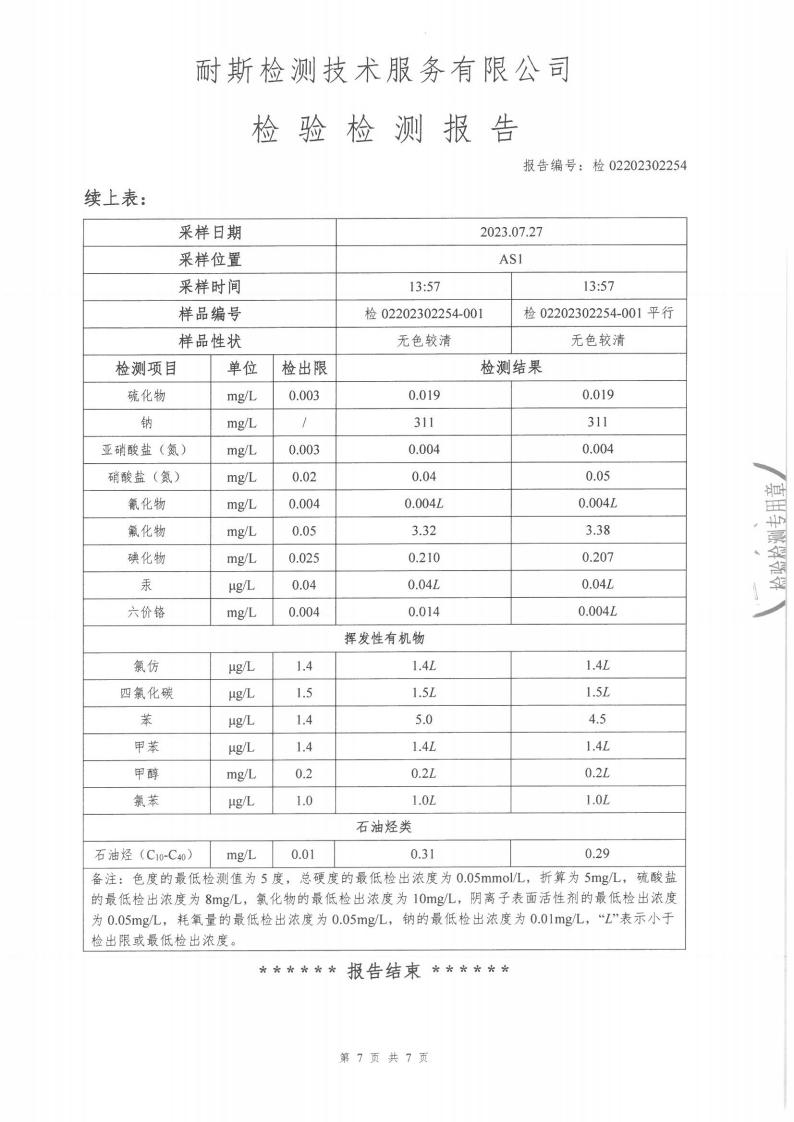 耐斯检测技术服务有限公司
检验检测报告
报告编号：检 02202302254
续上表：
采样日期 2023.07.27
采样位置 AS1
采样时间 13:57 13:57
样品编号 检 02202302254-001 检 02202302254-001 平行
样品性状 无色较清 无色较清
检测项目 单位 检出限 检测结果
硫化物 mg/L 0.003 0.019 0.019
钠 mg/L / 311 311
亚硝酸盐（氮） mg/L 0.003 0.004 0.004
硝酸盐（氮） mg/L 0.02 0.04 0.05
氰化物 mg/L 0.004 0.004L 0.004L
氟化物 mg/L 0.05 3.32 3.38
碘化物 mg/L 0.025 0.210 0.207
汞 μg/L 0.04 0.04L 0.04L
六价铬 mg/L 0.004 0.014 0.004L
挥发性有机物
氯仿 μg/L 1.4 1.4L 1.4L
四氯化碳 μg/L 1.5 1.5L 1.5L
苯 μg/L 1.4 5.0 4.5
甲苯 μg/L 1.4 1.4L 1.4L
甲醇 mg/L 0.2 0.2L 0.2L
氯苯 μg/L 1.0 1.0L 1.0L
石油烃类
石油烃（C10-C40） mg/L 0.01 0.31 0.29
备注：色度的最低检测值为 5 度，总硬度的最低检出浓度为 0.05mmol/L，折算为 5mg/L，硫酸盐
的最低检出浓度为 8mg/L，氯化物的最低检出浓度为 10mg/L，阴离子表面活性剂的最低检出浓度
为 0.05mg/L，耗氧量的最低检出浓度为 0.05mg/L，钠的最低检出浓度为 0.01mg/L，“L”表示小于
检出限或最低检出浓度。
****** 报告结束 ******
第 7 页 共 7 页
检验检测专用章